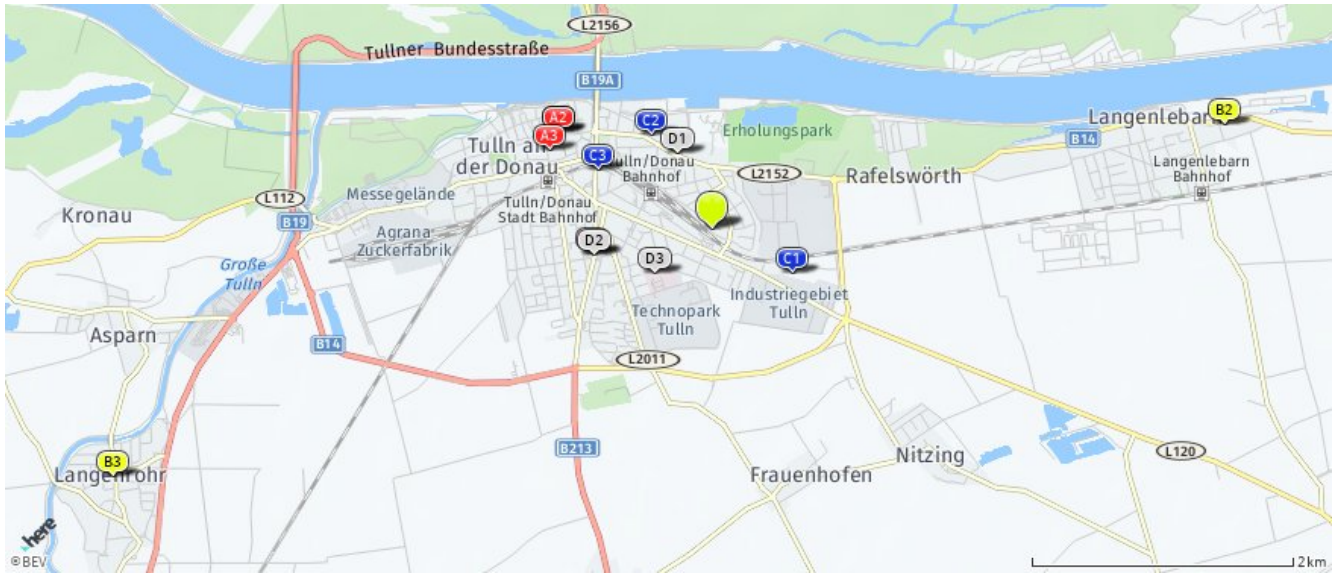 L2156
Tullner Bundesstraße
B19A
A2
C2
B2
A3
D1
Erholungspark
Langenlebarn
B14
Tulln an
der Donau
C3
Tulln/Donau
Bahnhof
L2152
Rafelswörth
Langenlebarn
Bahnhof
Messegelände
L112
Kronau
B19
Tulln/Donau
Stadt Bahnhof
Agrana
Zuckerfabrik
D2
D3
C1
Große
Tulln
Industriegebiet
Tulln
Technopark
Tulln
Asparn
B14
L2011
B213
B3
Langenrohr
Nitzing
L120
Frauenhofen
here
©BEV
2km